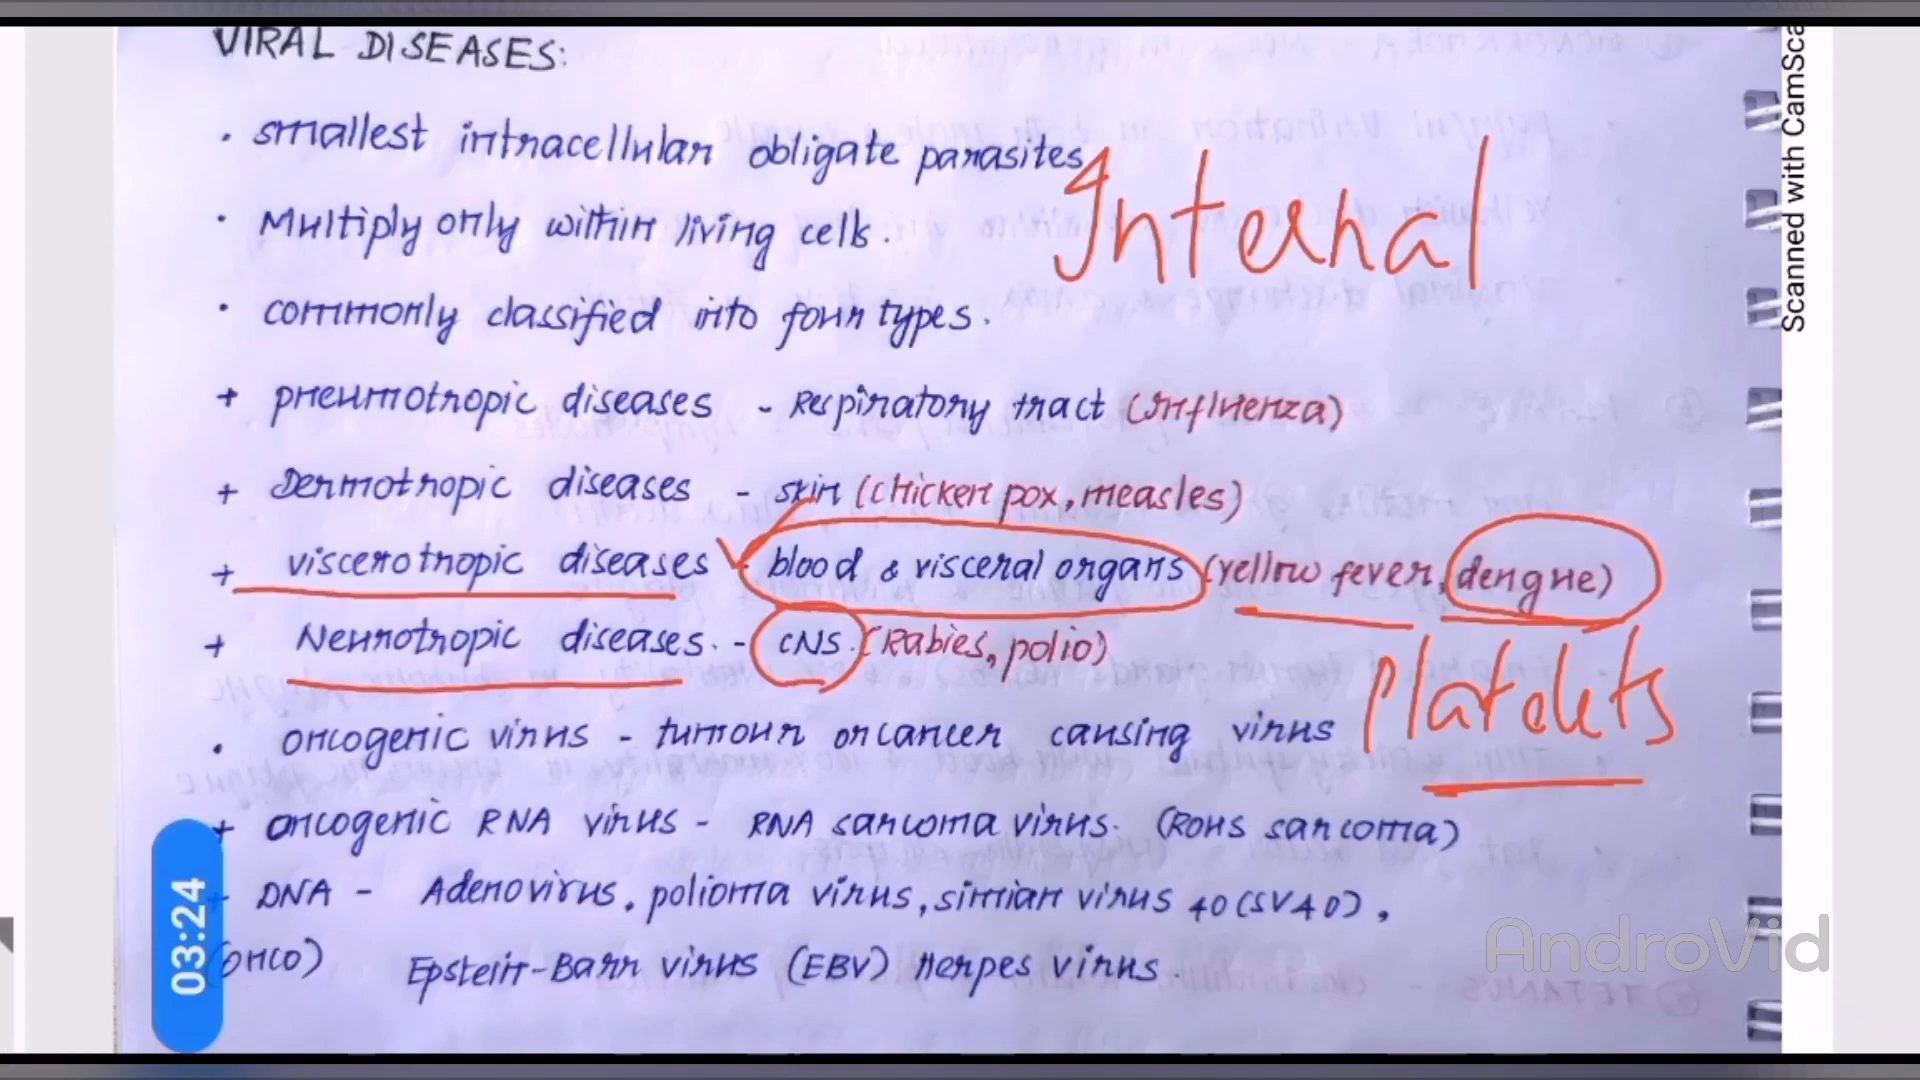 VIRAL DISEASES:
• smallest intracellular obligate parasites
Internal
• Multiply only within living cells.
• commonly classified into four types.
+ pneumotropic diseases - Respiratory tract (Influenza)
+ Dermotropic diseases - skin (chicken pox, measles)
+ viscerotropic diseases - blood & visceral organs (yellow fever, dengue)
+ Neurotropic diseases. - CNS. (Rabies, polio)
Platelets
• oncogenic virus - tumour or cancer causing virus
+ oncogenic RNA virus - RNA sarcoma virus. (Rous sarcoma)
+ DNA - Adenovirus, polioma virus, simian virus 40 (SV40),
(onco) Epstein-Barr virus (EBV) Herpes virus.
03:24
AndroVid
Scanned with CamSca